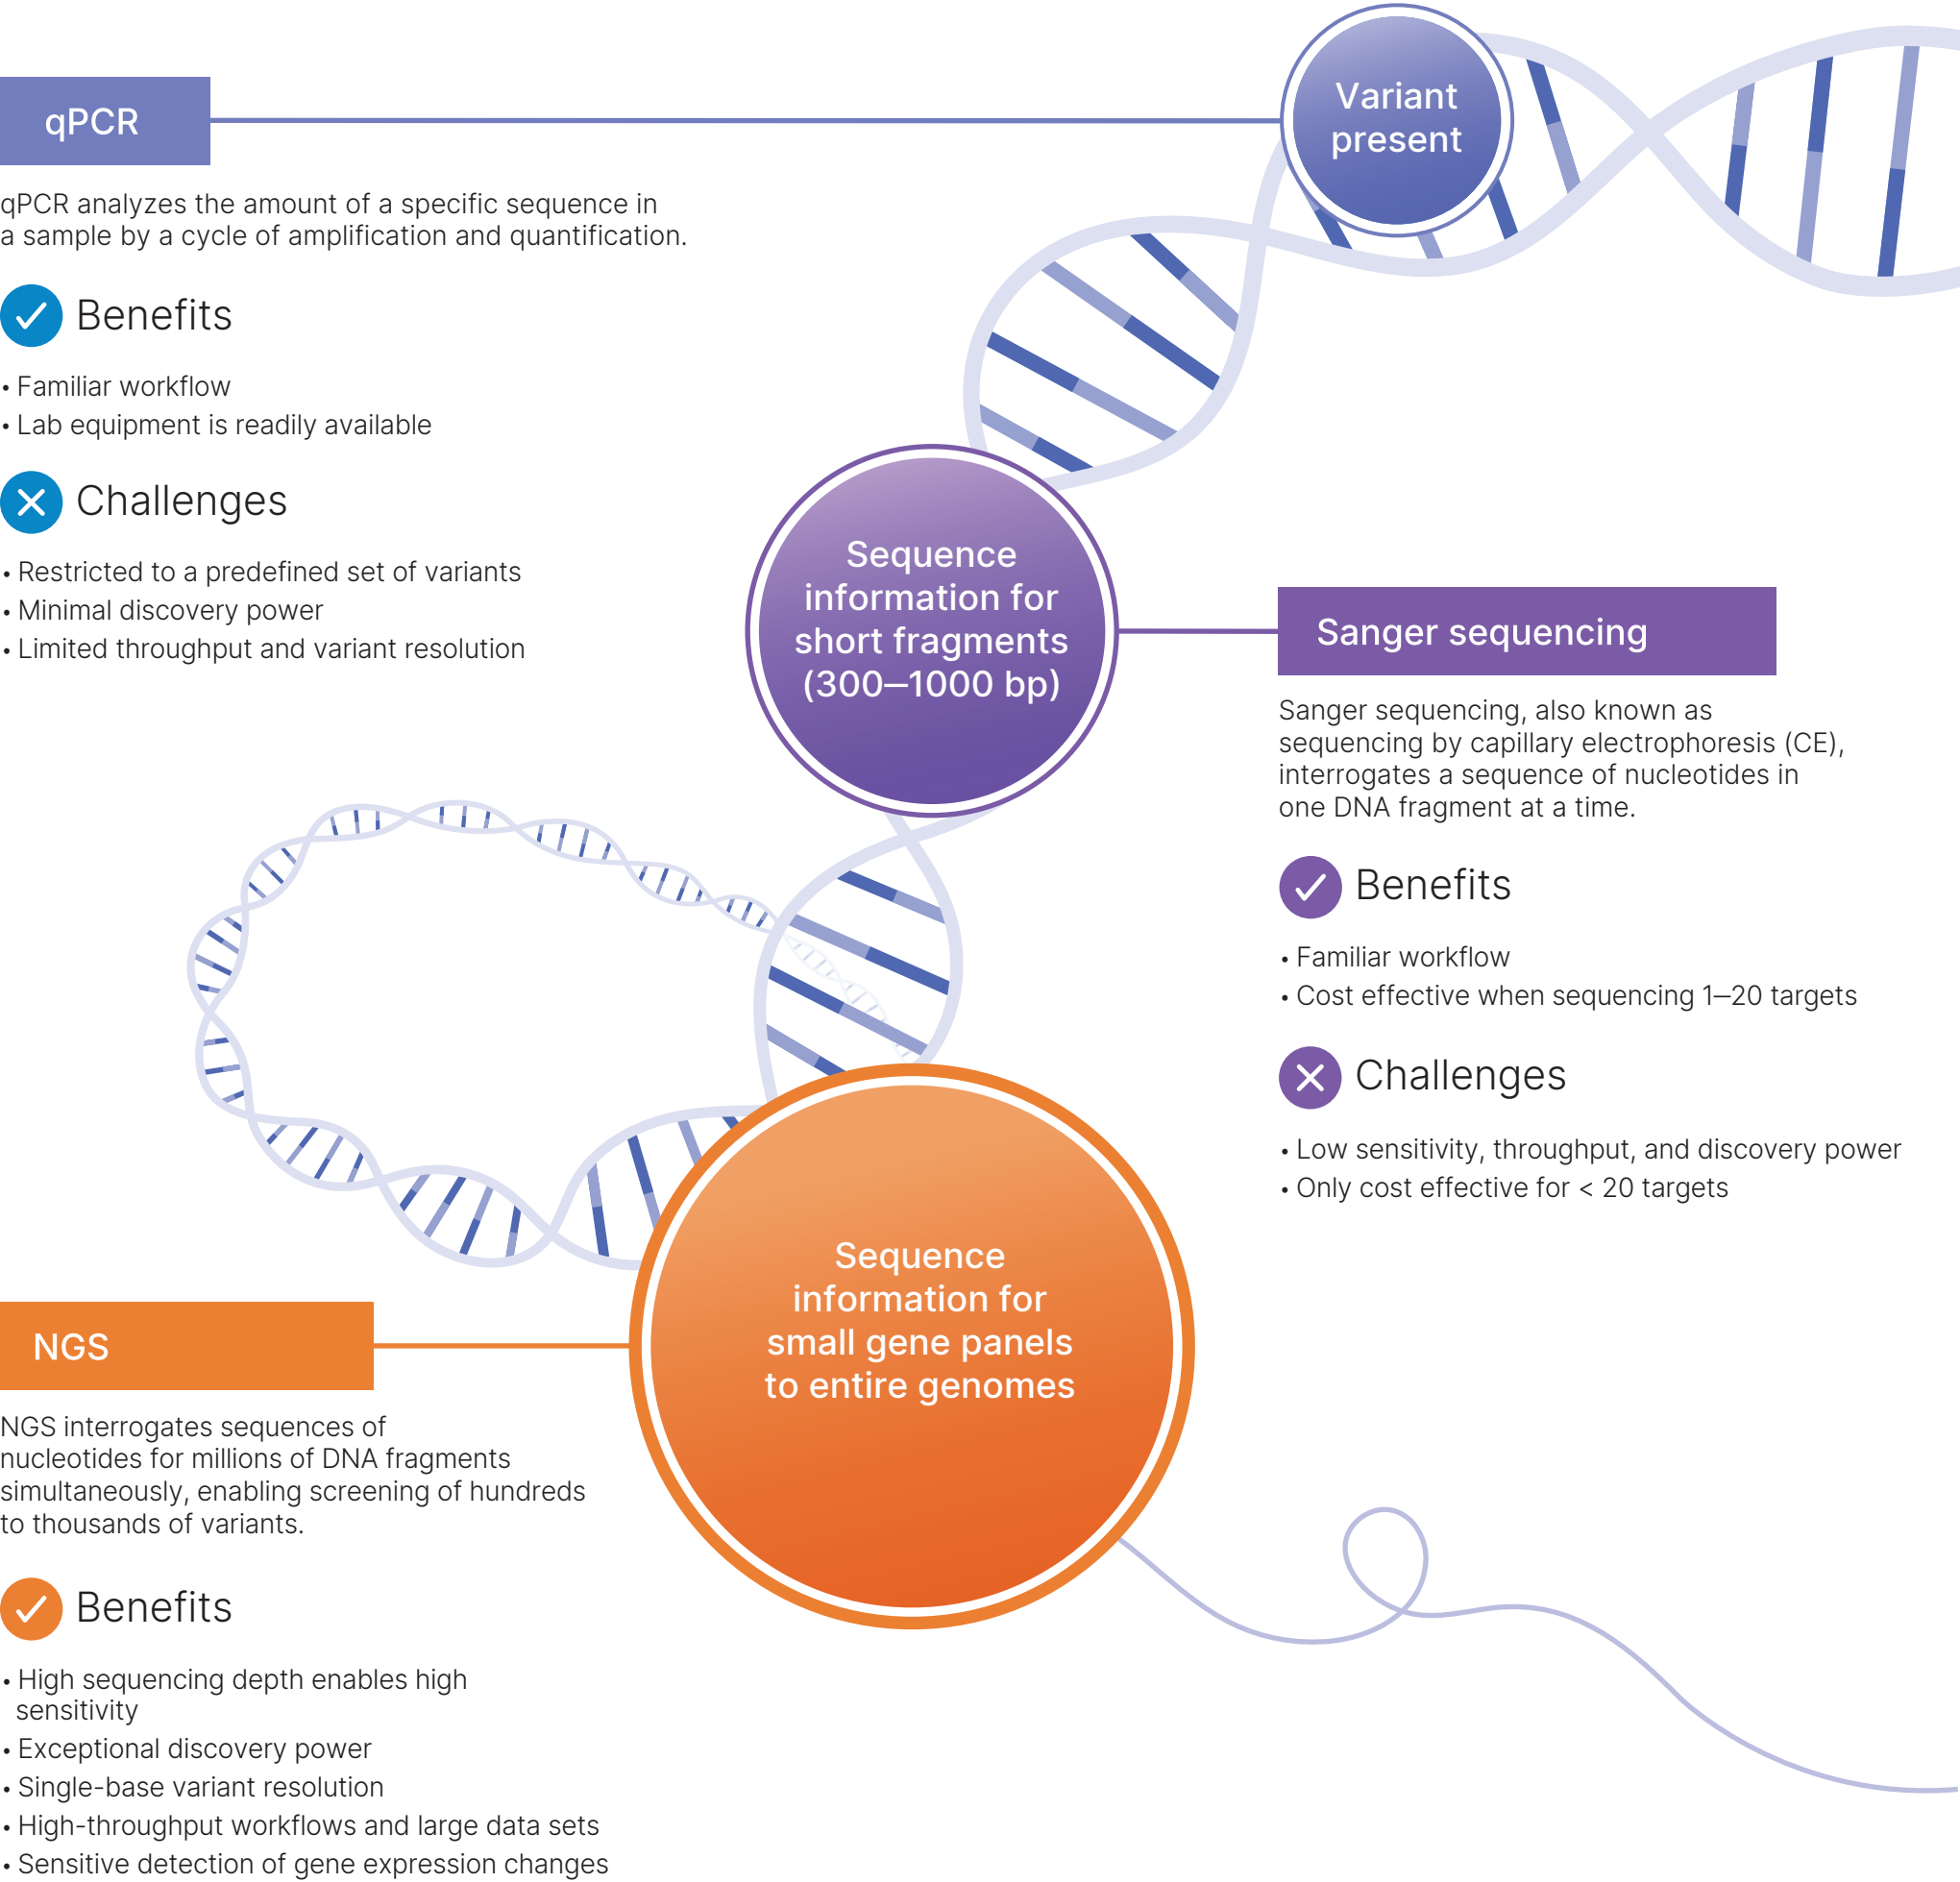 qPCR
Variant
present
qPCR analyzes the amount of a specific sequence in
a sample by a cycle of amplification and quantification.
Benefits
• Familiar workflow
• Lab equipment is readily available
Challenges
• Restricted to a predefined set of variants
• Minimal discovery power
• Limited throughput and variant resolution
Sequence
information for
short fragments
(300–1000 bp)
Sanger sequencing
Sanger sequencing, also known as
sequencing by capillary electrophoresis (CE),
interrogates a sequence of nucleotides in
one DNA fragment at a time.
Benefits
• Familiar workflow
• Cost effective when sequencing 1–20 targets
Challenges
• Low sensitivity, throughput, and discovery power
• Only cost effective for < 20 targets
Sequence
information for
small gene panels
to entire genomes
NGS
NGS interrogates sequences of
nucleotides for millions of DNA fragments
simultaneously, enabling screening of hundreds
to thousands of variants.
Benefits
• High sequencing depth enables high
sensitivity
• Exceptional discovery power
• Single-base variant resolution
• High-throughput workflows and large data sets
• Sensitive detection of gene expression changes